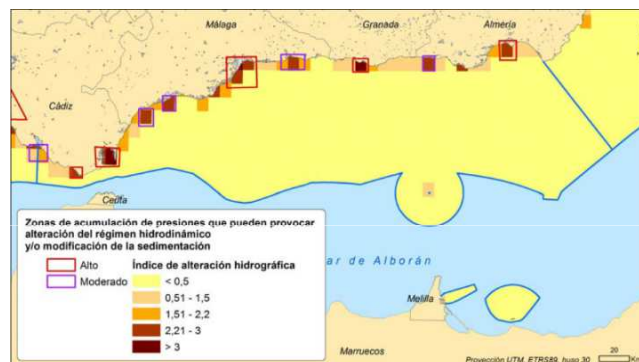 Málaga
Granada
Almería
Cádiz
Ceuta
Zonas de acumulación de presiones que pueden provocar
alteración del régimen hidrodinámico
y/o modificación de la sedimentación
Alto
Moderado
Índice de alteración hidrográfica
< 0,5
0,51 - 1,5
1,51 - 2,2
2,21 - 3
> 3
ar de Alborán
Melilla
Marruecos
20
Km
Proyección UTM, ETRS89, huso 30